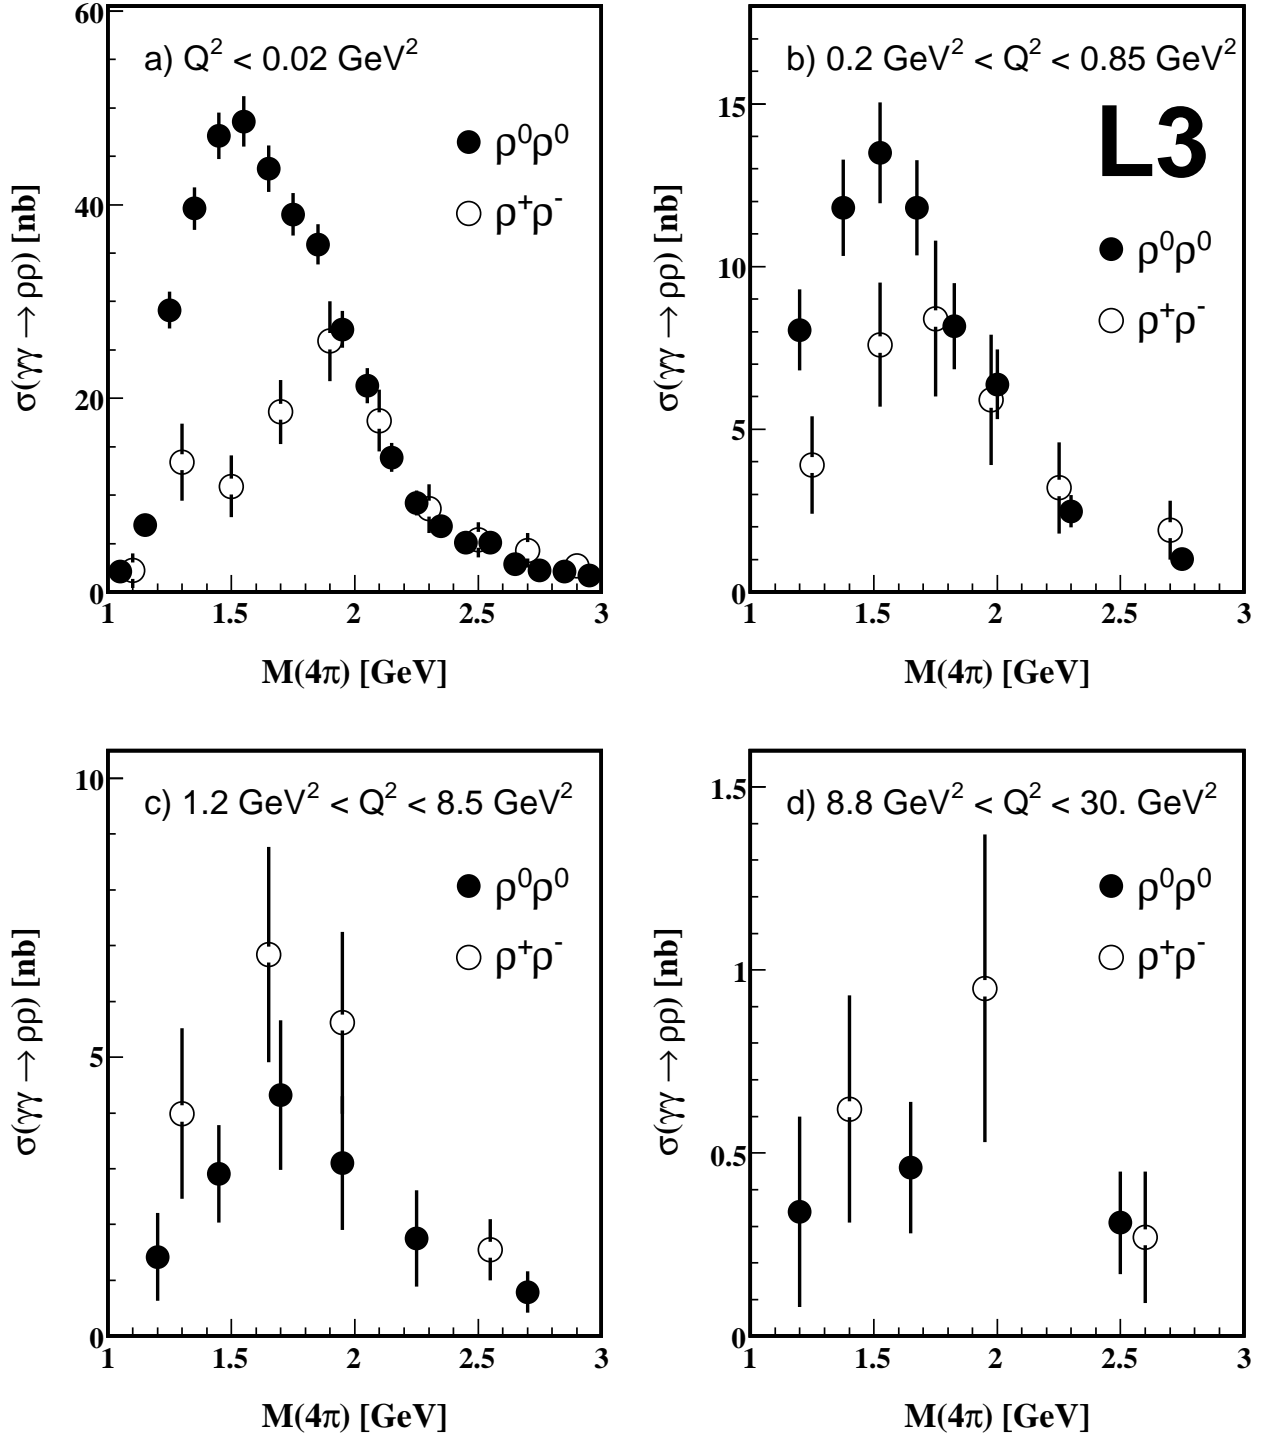 a) Q² < 0.02 GeV²
ρ⁰ρ⁰
ρ⁺ρ⁻
σ(γγ → ρρ) [nb]
60
40
20
0
1 1.5 2 2.5 3
M(4π) [GeV]
b) 0.2 GeV² < Q² < 0.85 GeV²
L3
ρ⁰ρ⁰
ρ⁺ρ⁻
σ(γγ → ρρ) [nb]
15
10
5
0
1 1.5 2 2.5 3
M(4π) [GeV]
c) 1.2 GeV² < Q² < 8.5 GeV²
ρ⁰ρ⁰
ρ⁺ρ⁻
σ(γγ → ρρ) [nb]
10
5
0
1 1.5 2 2.5 3
M(4π) [GeV]
d) 8.8 GeV² < Q² < 30. GeV²
ρ⁰ρ⁰
ρ⁺ρ⁻
σ(γγ → ρρ) [nb]
1.5
1
0.5
0
1 1.5 2 2.5 3
M(4π) [GeV]